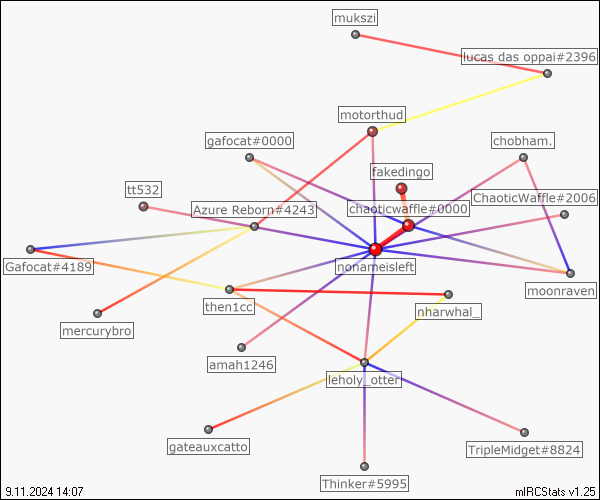 mukszi
lucas das oppai#2396
motorthud
gafocat#0000
chobham.
fakedingo
tt532
ChaoticWaffle#2006
Azure Reborn#4243
chaoticwaffle#0000
Gafocat#4189
nonameisleft
moonraven
then1cc
nharwhal_
mercurybro
amah1246
leholy_otter
gateauxcatto
TripleMidget#8824
Thinker#5995
9.11.2024 14:07
mIRCStats v1.25